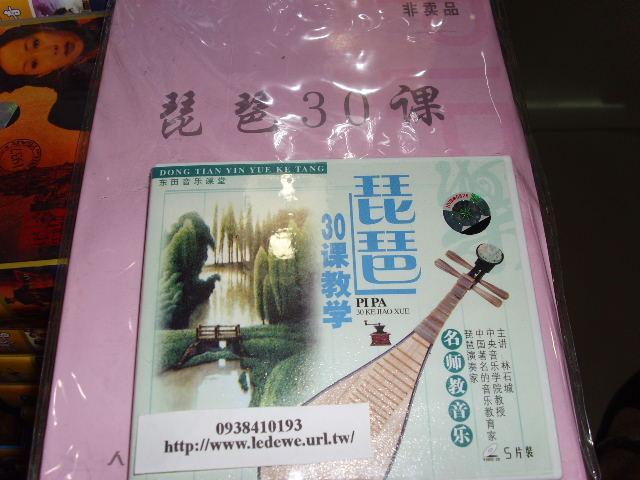 非卖品
琵琶30课
DONG TIAN YIN YUE KE TANG
东田音乐课堂
琵琶
30课教学
PI PA
30 KE JIAO XUE
名师教音乐
主讲 林石城
中央音乐学院教授
中国著名的音乐教育家
琵琶演奏家
5片装
0938410193
http://www.ledewe.url.tw/
人